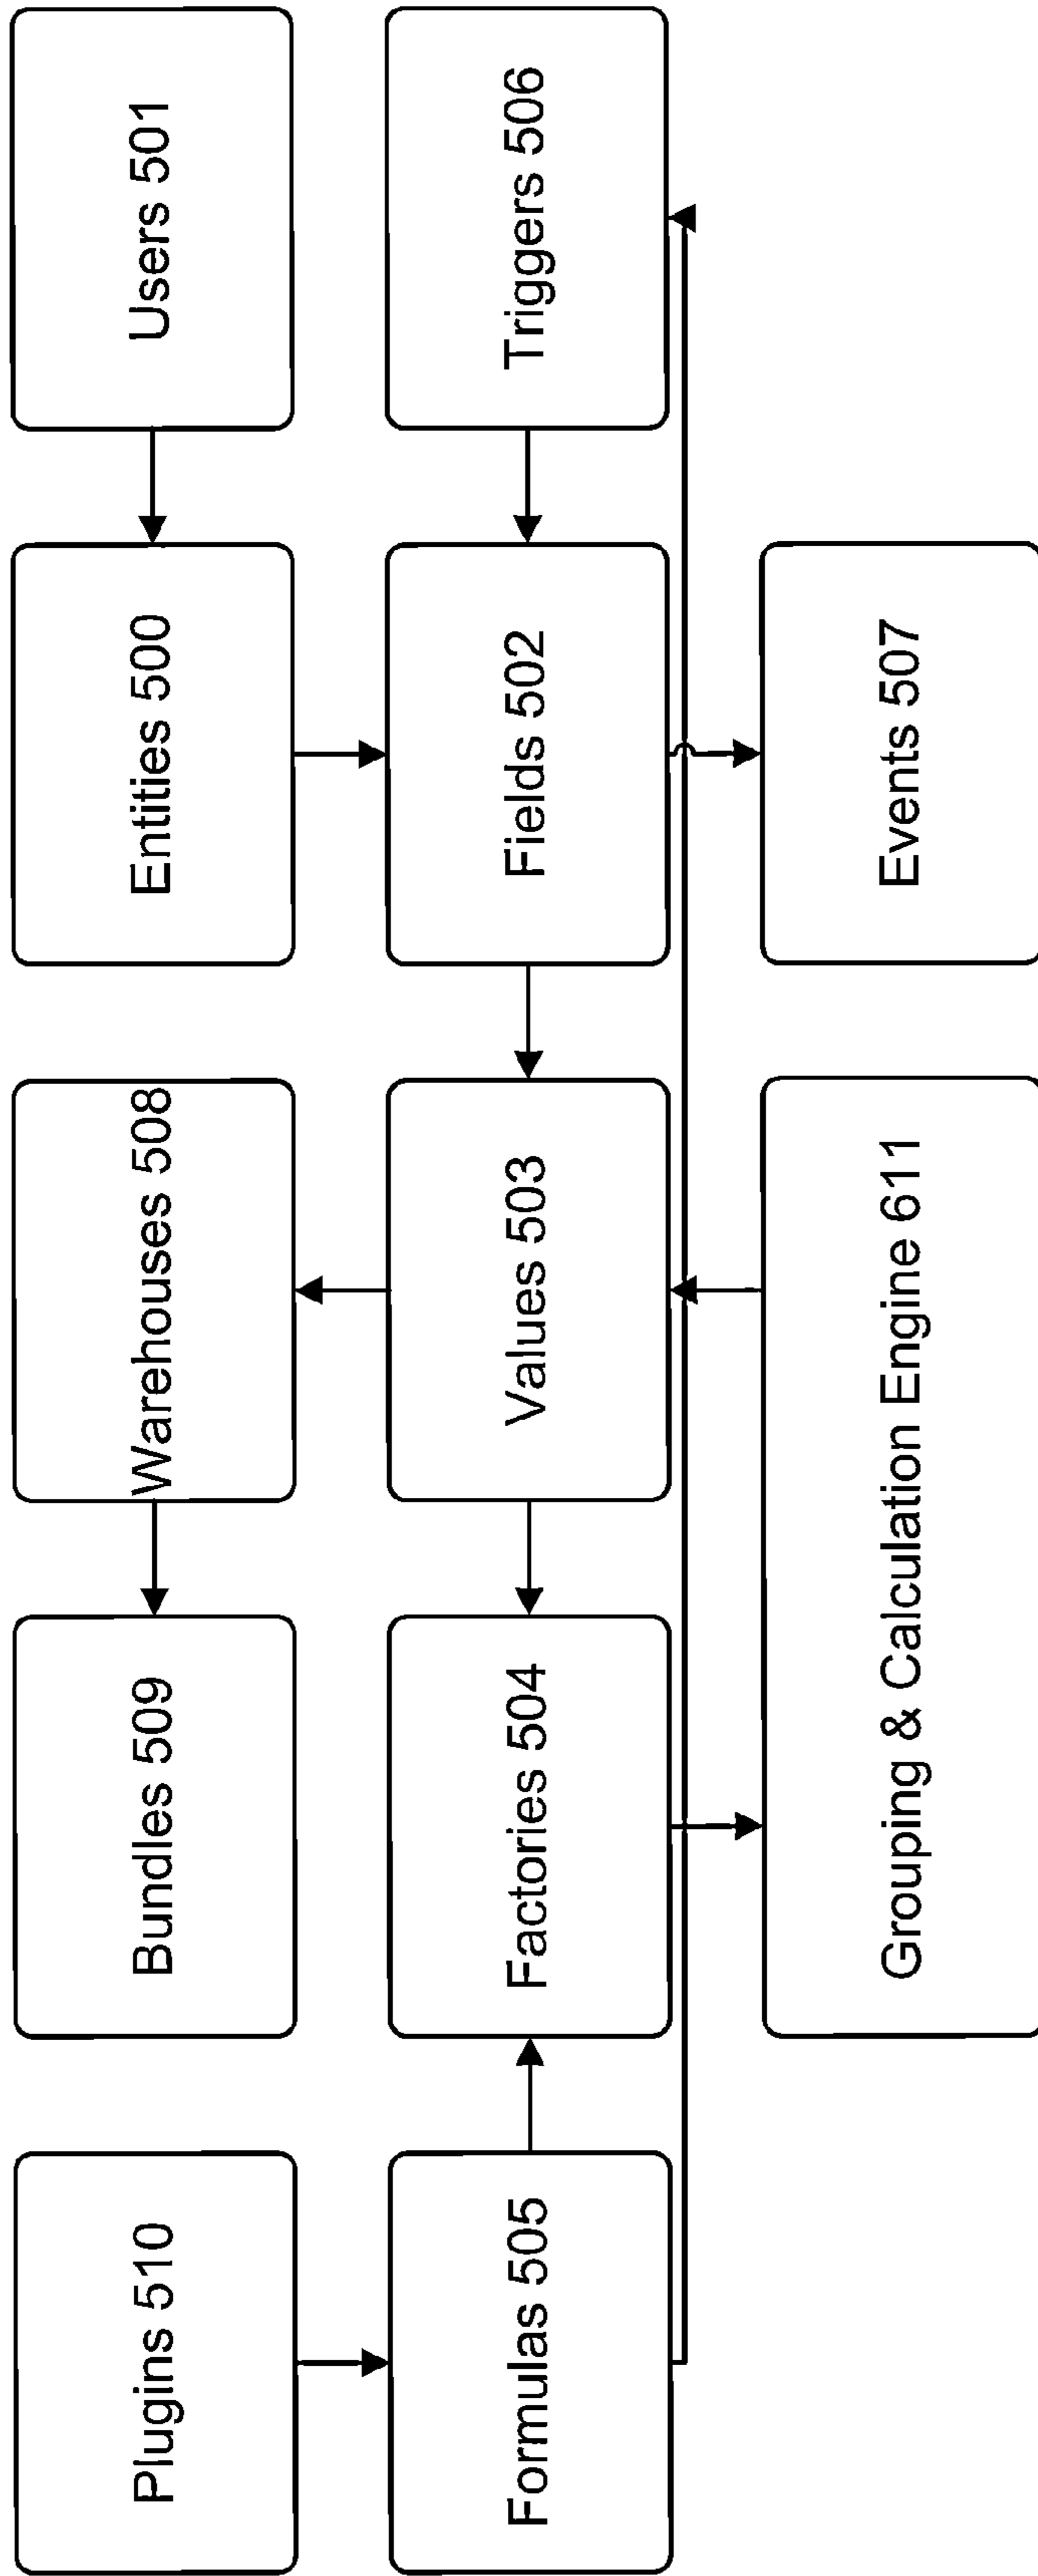 Plugins 510
Bundles 509
Warehouses 508
Entities 500
Users 501
Formulas 505
Factories 504
Values 503
Fields 502
Triggers 506
Grouping & Calculation Engine 611
Events 507